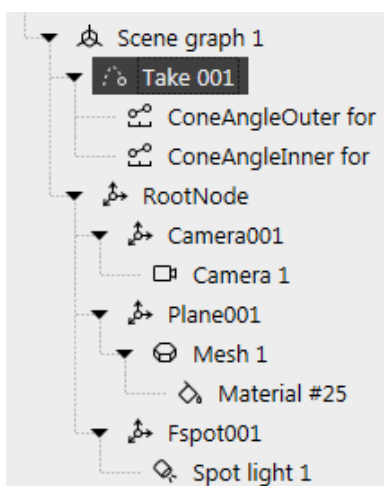 Scene graph 1
Take 001
ConeAngleOuter for
ConeAngleInner for
RootNode
Camera001
Camera 1
Plane001
Mesh 1
Material #25
Fspot001
Spot light 1